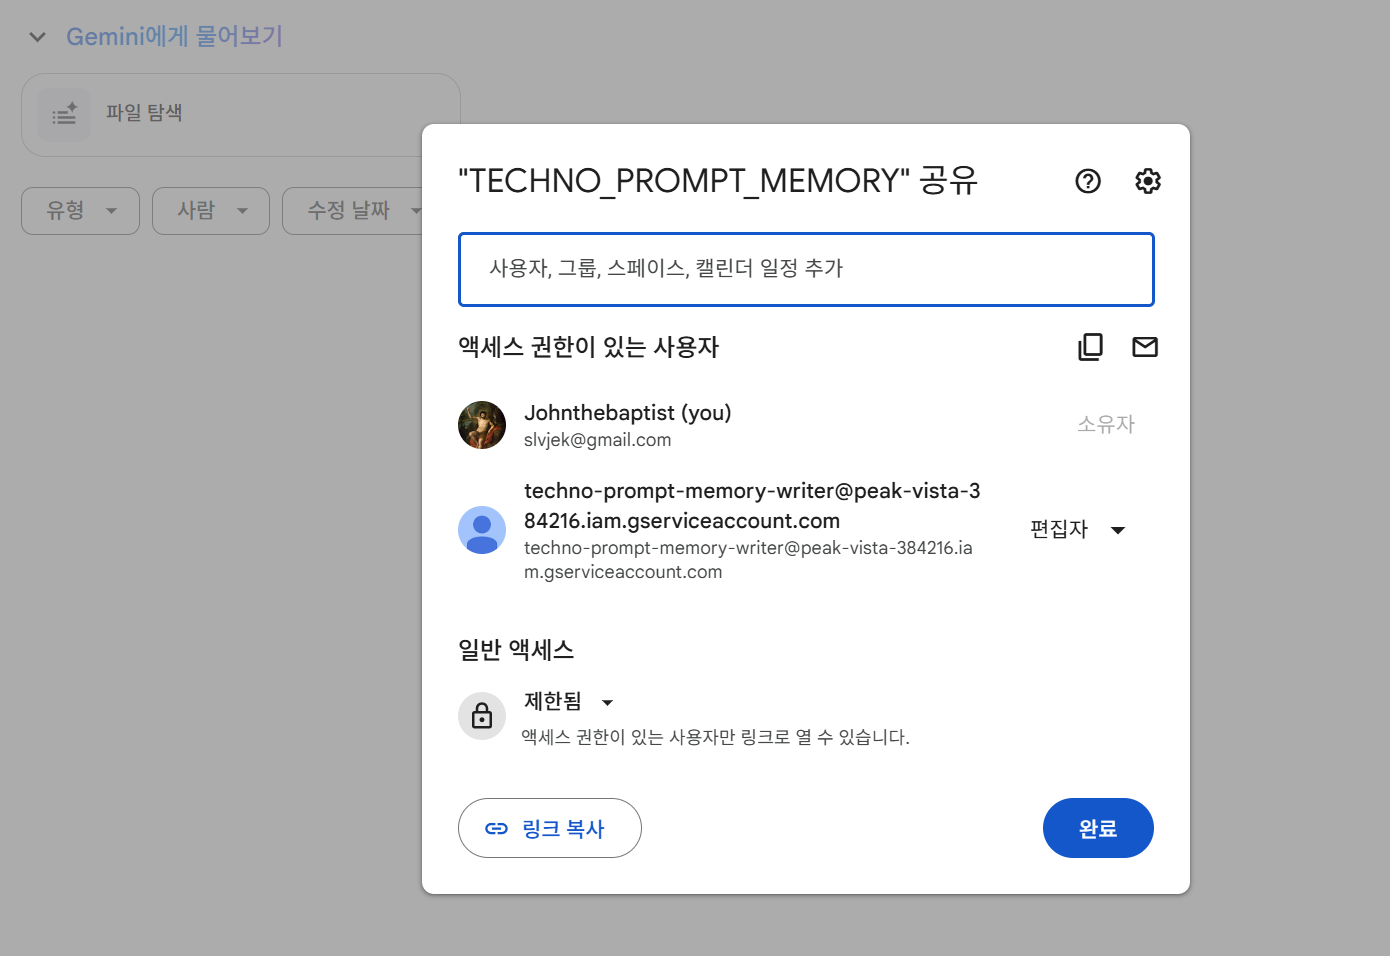 Gemini에게 물어보기
파일 탐색
유형
사람
수정 날짜
"TECHNO_PROMPT_MEMORY" 공유
사용자, 그룹, 스페이스, 캘린더 일정 추가
액세스 권한이 있는 사용자
Johnthebaptist (you)
slvjek@gmail.com
소유자
techno-prompt-memory-writer@peak-vista-3
84216.iam.gserviceaccount.com
techno-prompt-memory-writer@peak-vista-384216.ia
m.gserviceaccount.com
편집자
일반 액세스
제한됨
액세스 권한이 있는 사용자만 링크로 열 수 있습니다.
링크 복사
완료